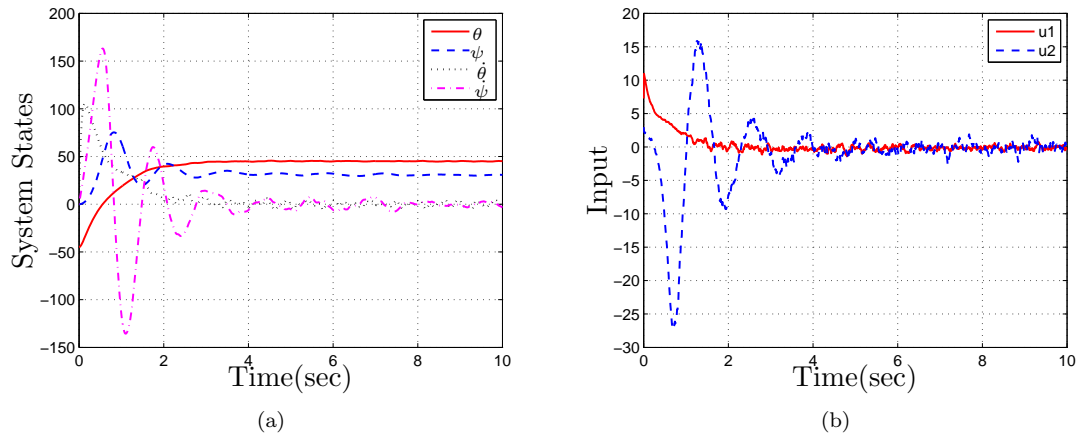 200
150
100
50
0
−50
−100
−150
0
2
4
6
8
10
System States
Time(sec)
θ
ψ
θ̇
ψ̇
(a)
20
15
10
5
0
−5
−10
−15
−20
−25
−30
0
2
4
6
8
10
Input
Time(sec)
u1
u2
(b)